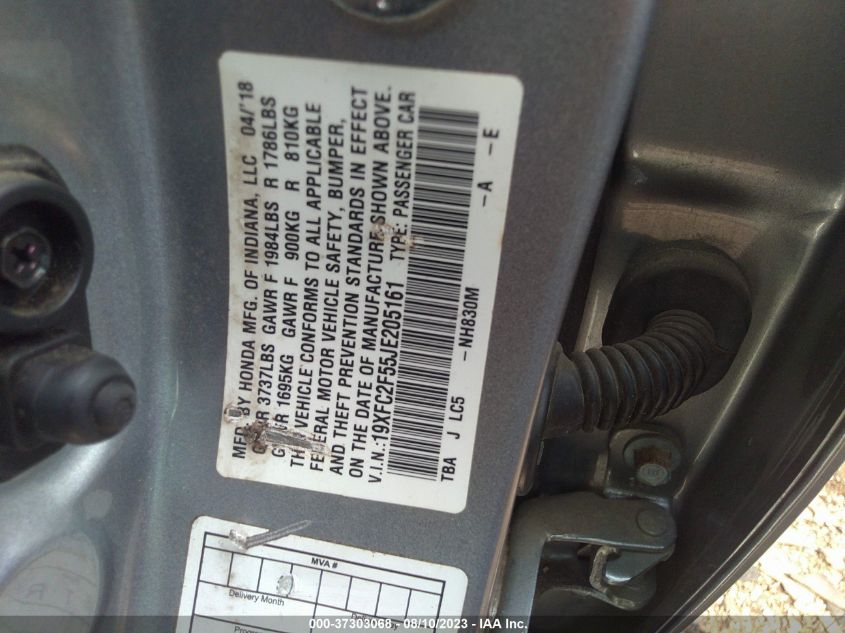 MFD. BY HONDA MFG. OF INDIANA, LLC 04/'18
3737LBS GAWR F 1984LBS R 1786LBS
1695KG GAWR F 900KG R 810KG
VEHICLE CONFORMS TO ALL APPLICABLE
FEDERAL MOTOR VEHICLE SAFETY, BUMPER,
AND THEFT PREVENTION STANDARDS IN EFFECT
ON THE DATE OF MANUFACTURE SHOWN ABOVE.
V.I.N.:19XFC2F55JE205161 TYPE: PASSENGER CAR
TBA J LC5 -NH830M -A -E
MVA #
Delivery Month
000-37303068 - 08/10/2023 - IAA Inc.